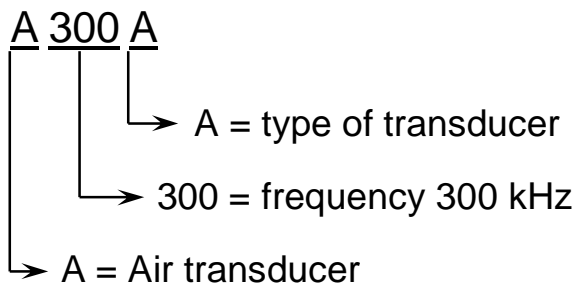 A 300 A
A = type of transducer
300 = frequency 300 kHz
A = Air transducer